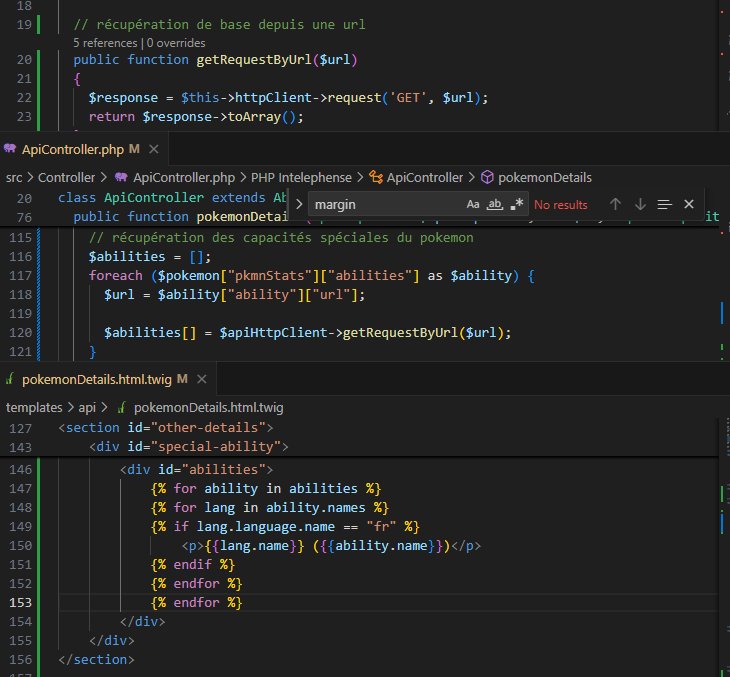 18
19 // récupération de base depuis une url
5 references | 0 overrides
20 public function getRequestByUrl($url)
21 {
22 $response = $this->httpClient->request('GET', $url);
23 return $response->toArray();
ApiController.php M ×
src > Controller > ApiController.php > PHP Intelephense > ApiController > pokemonDetails
20 class ApiController extends Ab
> margin Aa ab .* No results
76 public function pokemonDetai
115 // récupération des capacités spéciales du pokemon
116 $abilities = [];
117 foreach ($pokemon["pkmnStats"]["abilities"] as $ability) {
118 $url = $ability["ability"]["url"];
119
120 $abilities[] = $apiHttpClient->getRequestByUrl($url);
121 }
pokemonDetails.html.twig M ×
templates > api > pokemonDetails.html.twig
127 <section id="other-details">
143 <div id="special-ability">
146 <div id="abilities">
147 {% for ability in abilities %}
148 {% for lang in ability.names %}
149 {% if lang.language.name == "fr" %}
150 <p>{{lang.name}} ({{ability.name}})</p>
151 {% endif %}
152 {% endfor %}
153 {% endfor %}
154 </div>
155 </div>
156 </section>